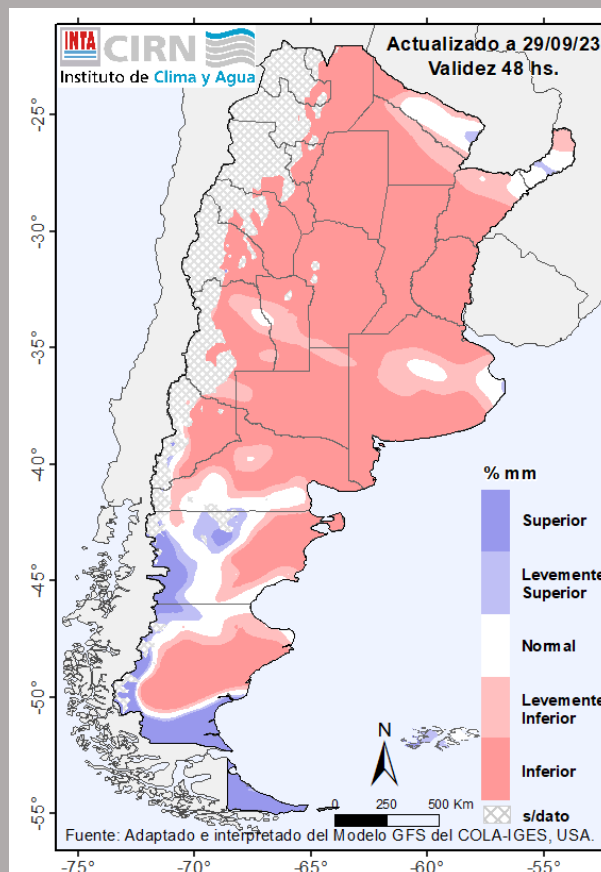 INTA CIRN
Instituto de Clima y Agua
Actualizado a 29/09/23
Validez 48 hs.
-25°
-30°
-35°
-40°
-45°
-50°
-55°
% mm
Superior
Levemente
Superior
Normal
Levemente
Inferior
Inferior
s/dato
N
0 250 500 Km
Fuente: Adaptado e interpretado del Modelo GFS del COLA-IGES, USA.
-75° -70° -65° -60° -55°